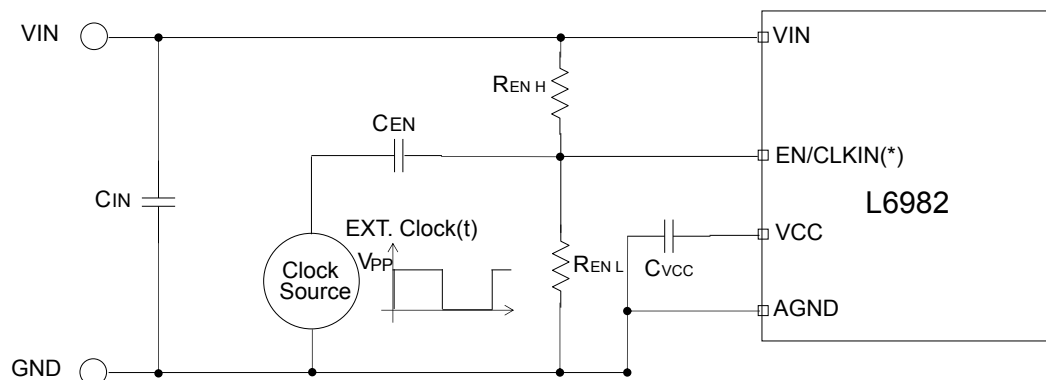 VIN
VIN
REN H
CEN
EN/CLKIN(*)
L6982
CIN
EXT. Clock(t)
VPP
Clock
Source
REN L
CVCC
VCC
AGND
GND